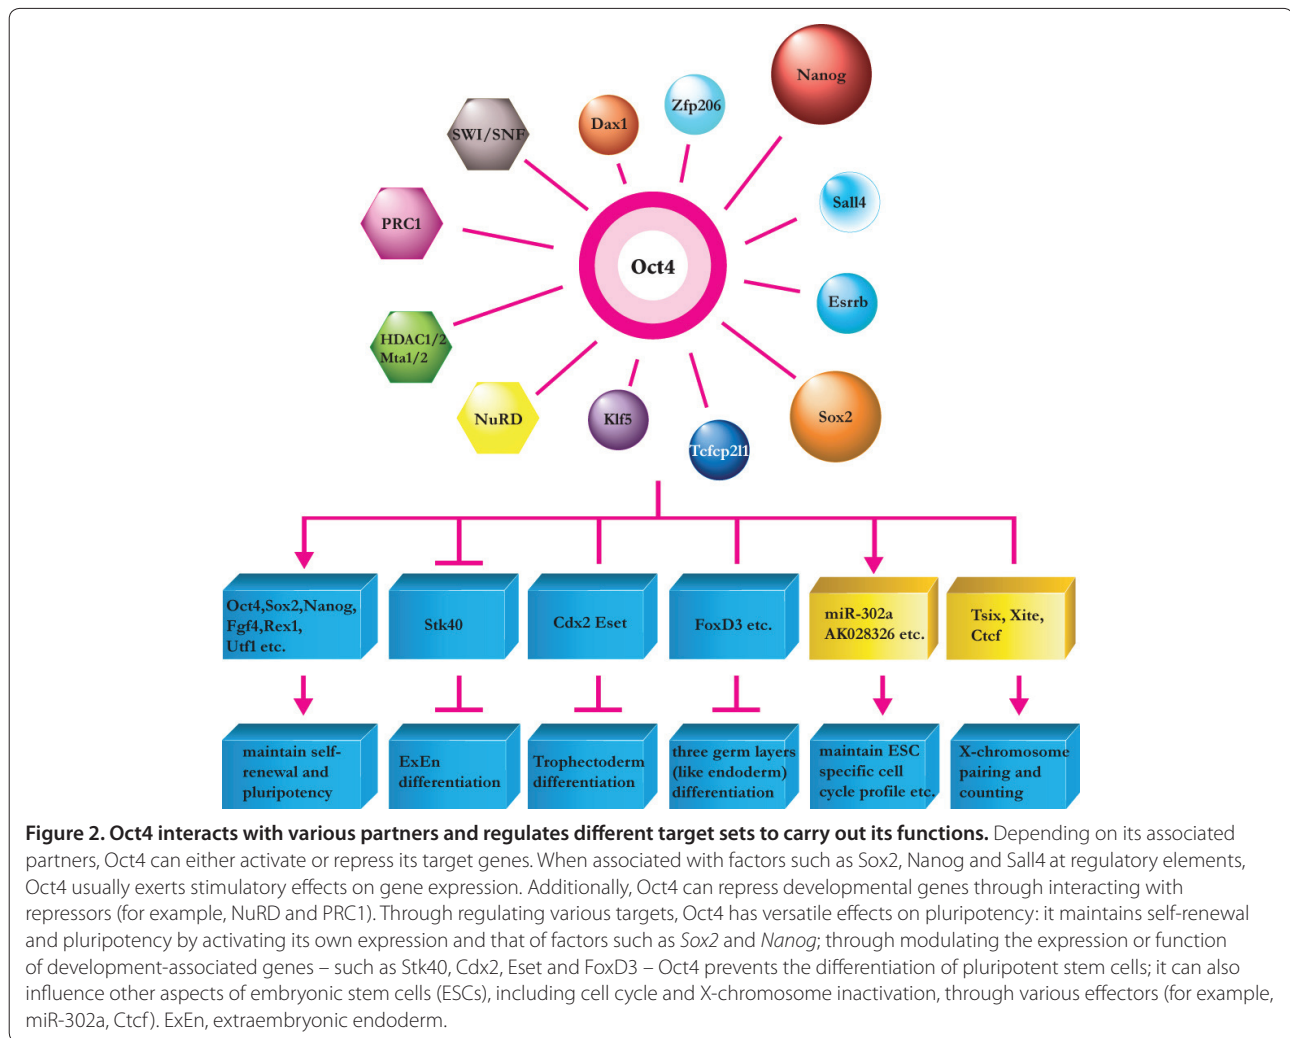 Nanog
Zfp206
Dax1
SWI/SNF
Sall4
PRC1
Oct4
Esrrb
HDAC1/2
Mta1/2
NuRD
Klf5
Sox2
Tcfcp2l1
Oct4,Sox2,Nanog,
Fgf4,Rex1,
Utf1 etc.
Stk40
Cdx2 Eset
FoxD3 etc.
miR-302a
AK028326 etc.
Tsix, Xite,
Ctcf
maintain self-
renewal and
pluripotency
ExEn
differentiation
Trophectoderm
differentiation
three germ layers
(like endoderm)
differentiation
maintain ESC
specific cell
cycle profile etc.
X-chromosome
pairing and
counting
Figure 2. Oct4 interacts with various partners and regulates different target sets to carry out its functions. Depending on its associated
partners, Oct4 can either activate or repress its target genes. When associated with factors such as Sox2, Nanog and Sall4 at regulatory elements,
Oct4 usually exerts stimulatory effects on gene expression. Additionally, Oct4 can repress developmental genes through interacting with
repressors (for example, NuRD and PRC1). Through regulating various targets, Oct4 has versatile effects on pluripotency: it maintains self-renewal
and pluripotency by activating its own expression and that of factors such as Sox2 and Nanog; through modulating the expression or function
of development-associated genes – such as Stk40, Cdx2, Eset and FoxD3 – Oct4 prevents the differentiation of pluripotent stem cells; it can also
influence other aspects of embryonic stem cells (ESCs), including cell cycle and X-chromosome inactivation, through various effectors (for example,
miR-302a, Ctcf). ExEn, extraembryonic endoderm.